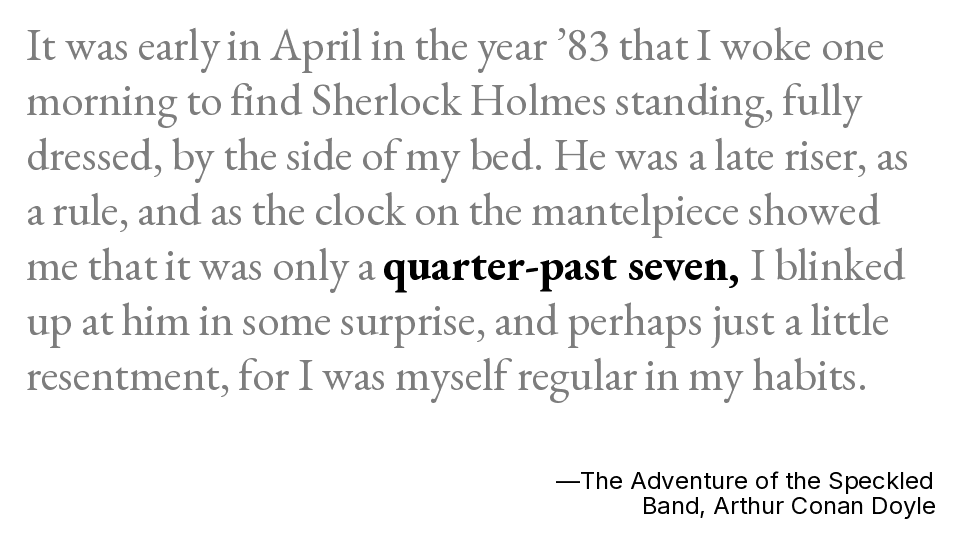 It was early in April in the year ’83 that I woke one
morning to find Sherlock Holmes standing, fully
dressed, by the side of my bed. He was a late riser, as
a rule, and as the clock on the mantelpiece showed
me that it was only a quarter-past seven, I blinked
up at him in some surprise, and perhaps just a little
resentment, for I was myself regular in my habits.
—The Adventure of the Speckled
Band, Arthur Conan Doyle